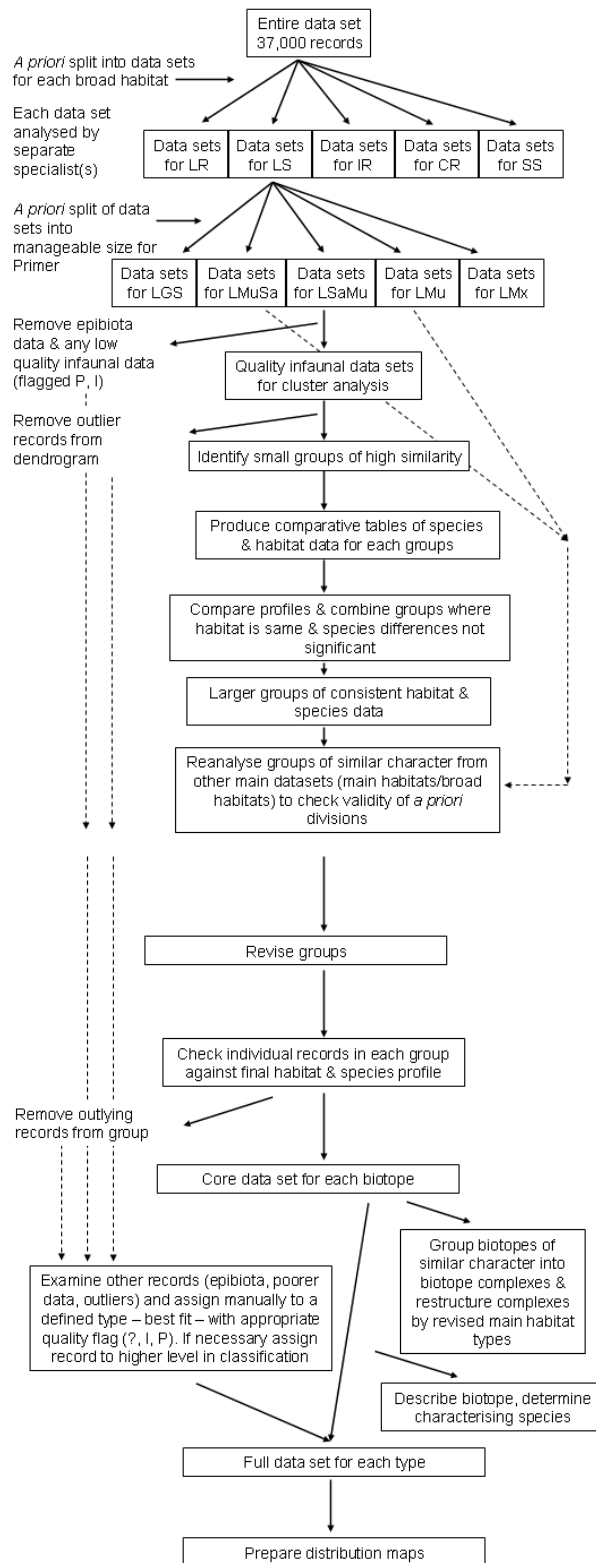 Entire data set
37,000 records
A priori split into data sets
for each broad habitat
Each data set
analysed by
separate
specialist(s)
Data sets
for LR
Data sets
for LS
Data sets
for IR
Data sets
for CR
Data sets
for SS
A priori split of data
sets into
manageable size for
Primer
Data sets
for LGS
Data sets
for LMuSa
Data sets
for LSaMu
Data sets
for LMu
Data sets
for LMx
Remove epibiota
data & any low
quality infaunal data
(flagged P, I)
Quality infaunal data sets
for cluster analysis
Remove outlier
records from
dendrogram
Identify small groups of high similarity
Produce comparative tables of species
& habitat data for each groups
Compare profiles & combine groups where
habitat is same & species differences not
significant
Larger groups of consistent habitat &
species data
Reanalyse groups of similar character from
other main datasets (main habitats/broad
habitats) to check validity of a priori
divisions
Revise groups
Check individual records in each group
against final habitat & species profile
Remove outlying
records from group
Core data set for each biotope
Group biotopes of
similar character into
biotope complexes &
restructure complexes
by revised main habitat
types
Examine other records (epibiota, poorer
data, outliers) and assign manually to a
defined type – best fit – with appropriate
quality flag (?, I, P). If necessary assign
record to higher level in classification
Describe biotope, determine
characterising species
Full data set for each type
Prepare distribution maps